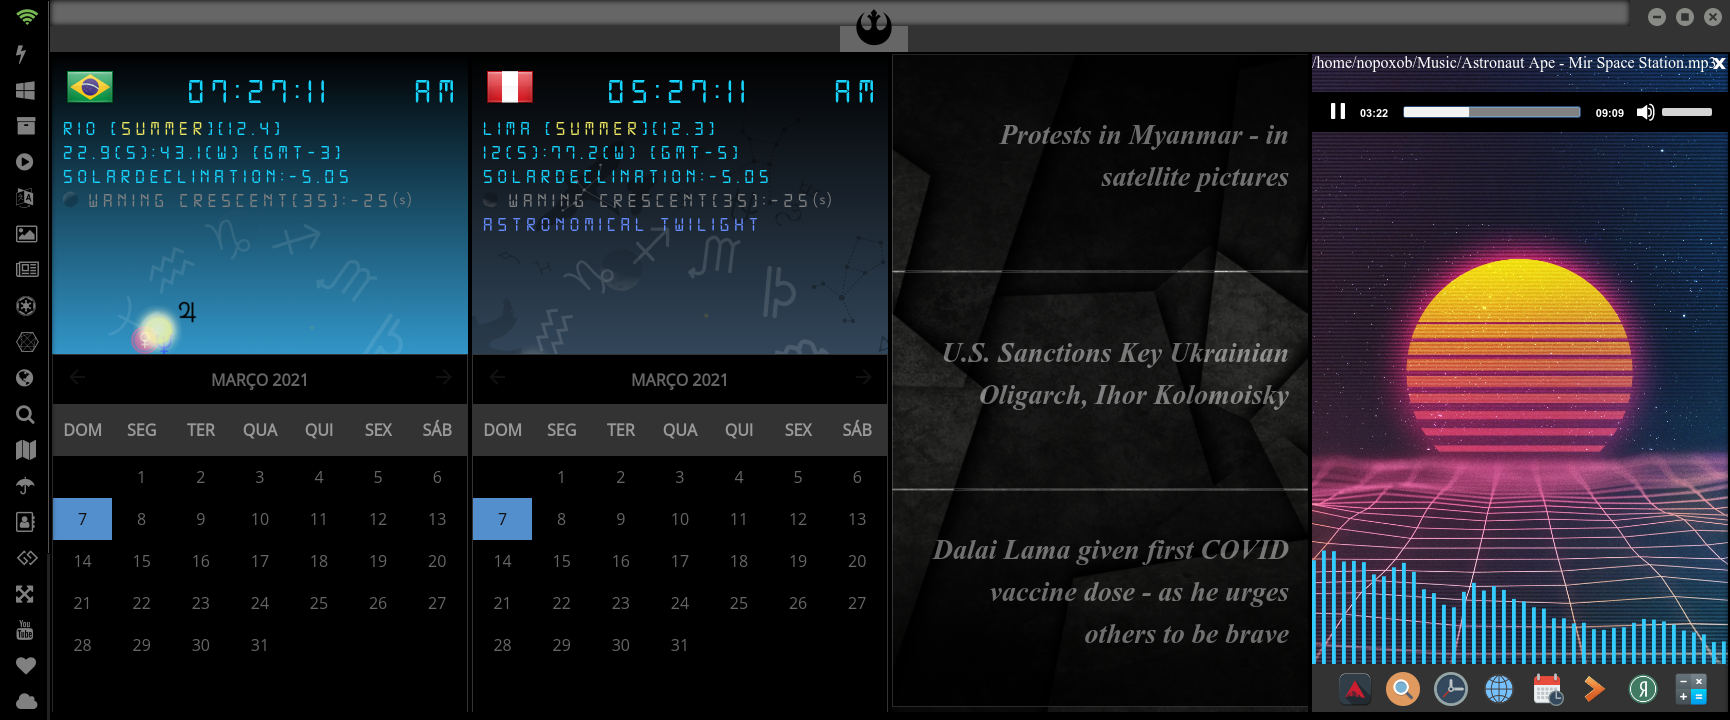 07:27:11 AM
RIO [SUMMER][12.4]
22.9(S):43.1(W) [GMT-3]
SOLARDECLINATION:-5.05
WANING CRESCENT[35]:-25(s)
MARÇO 2021
DOM SEG TER QUA QUI SEX SÁB
1 2 3 4 5 6
7 8 9 10 11 12 13
14 15 16 17 18 19 20
21 22 23 24 25 26 27
28 29 30 31
05:27:11 AM
LIMA [SUMMER][12.3]
12(S):77.2(W) [GMT-5]
SOLARDECLINATION:-5.05
WANING CRESCENT[35]:-25(s)
ASTRONOMICAL TWILIGHT
MARÇO 2021
DOM SEG TER QUA QUI SEX SÁB
1 2 3 4 5 6
7 8 9 10 11 12 13
14 15 16 17 18 19 20
21 22 23 24 25 26 27
28 29 30 31
Protests in Myanmar - in
satellite pictures
U.S. Sanctions Key Ukrainian
Oligarch, Ihor Kolomoisky
Dalai Lama given first COVID
vaccine dose - as he urges
others to be brave
/home/nopoxob/Music/Astronaut Ape - Mir Space Station.mp3
03:22 09:09
You
Tube
Я